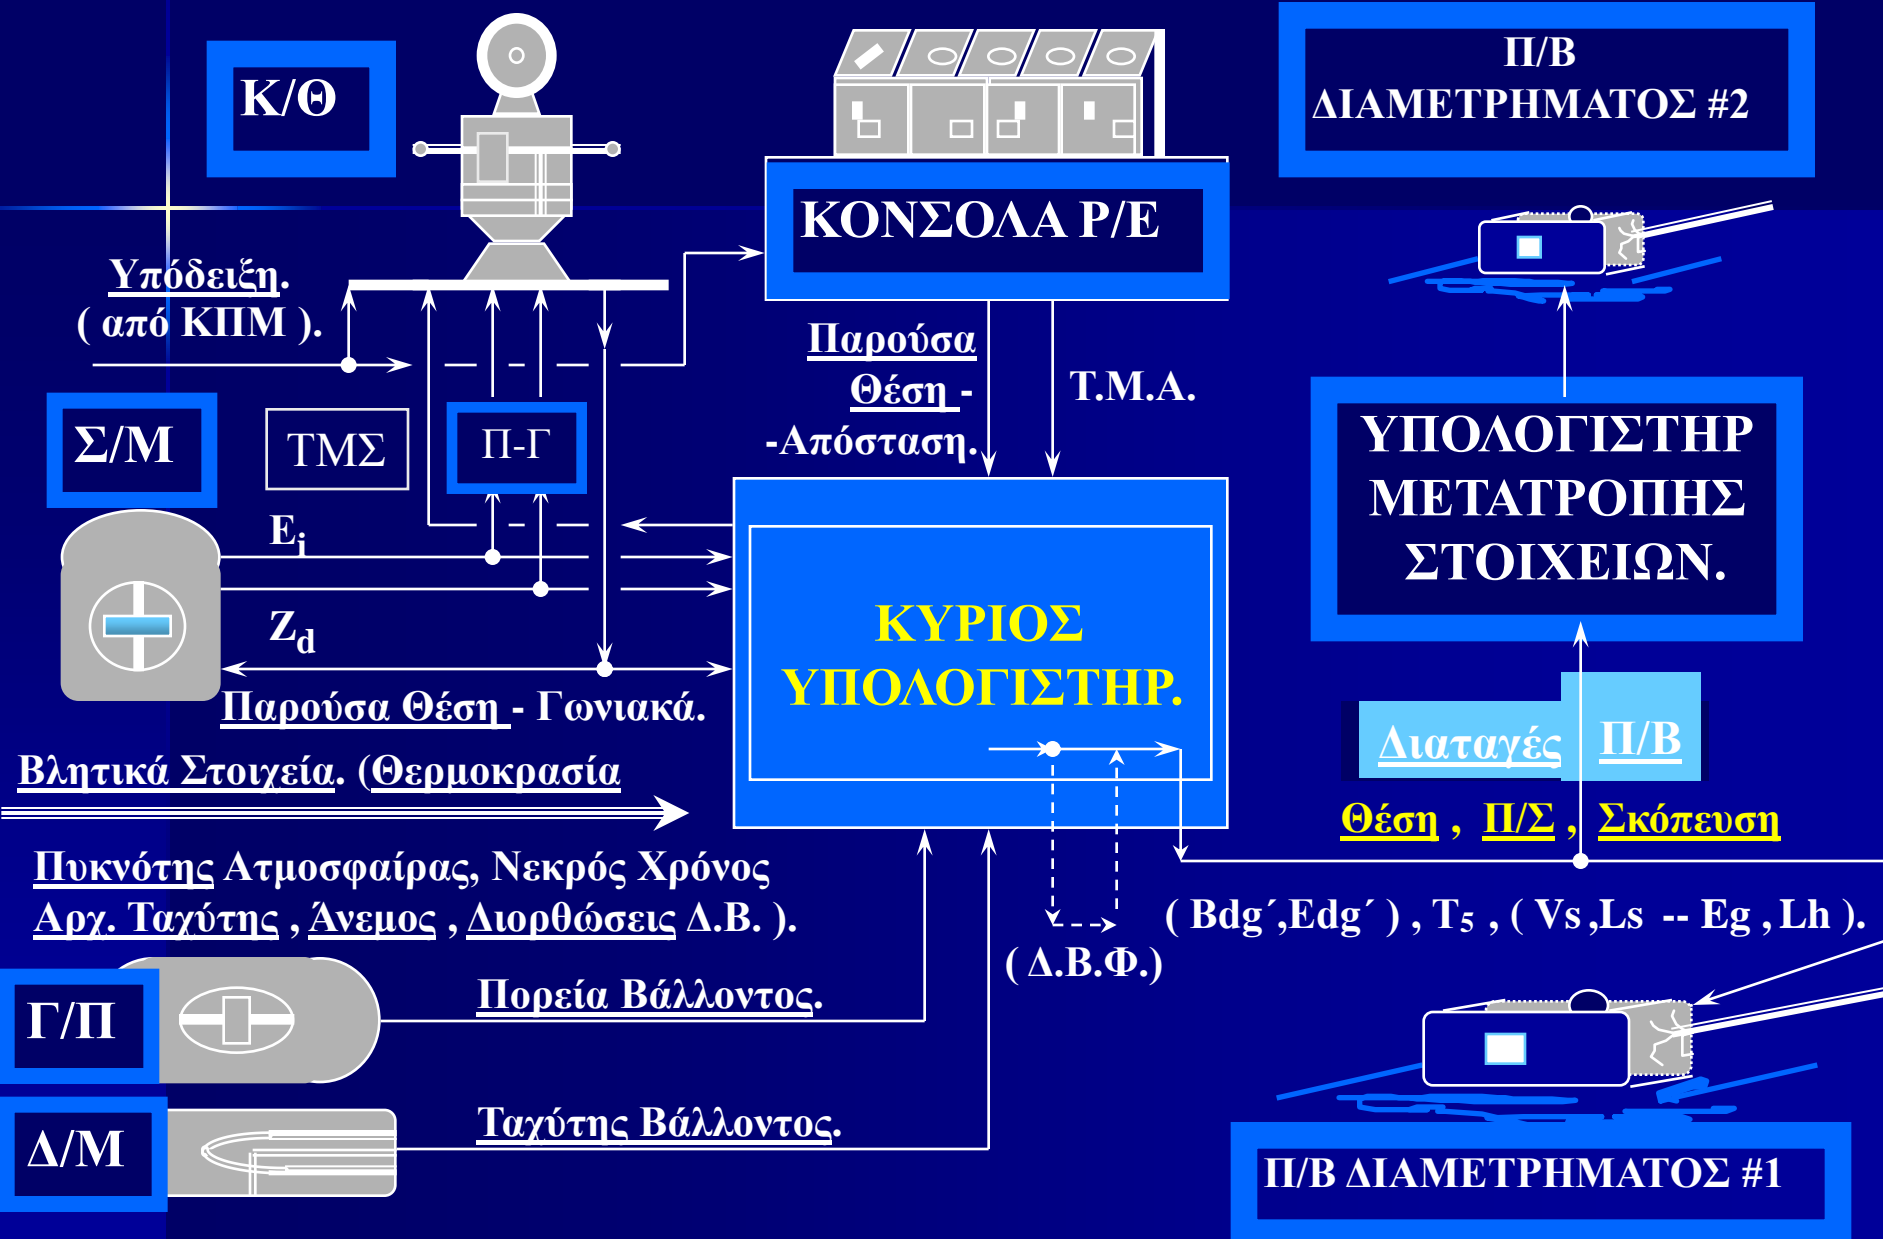 Κ/Θ
Π/Β
ΔΙΑΜΕΤΡΗΜΑΤΟΣ #2
ΚΟΝΣΟΛΑ Ρ/Ε
Υπόδειξη.
( από ΚΠΜ ).
Παρούσα
Θέση -
-Απόσταση.
Τ.Μ.Α.
Σ/Μ
ΤΜΣ
Π-Γ
ΥΠΟΛΟΓΙΣΤΗΡ
ΜΕΤΑΤΡΟΠΗΣ
ΣΤΟΙΧΕΙΩΝ.
Ei
Zd
ΚΥΡΙΟΣ
ΥΠΟΛΟΓΙΣΤΗΡ.
Παρούσα Θέση - Γωνιακά.
Διαταγές Π/Β
Βλητικά Στοιχεία. (Θερμοκρασία
Θέση , Π/Σ , Σκόπευση
Πυκνότης Ατμοσφαίρας, Νεκρός Χρόνος
Αρχ. Ταχύτης , Άνεμος , Διορθώσεις Δ.Β. ).
( Bdg΄,Edg΄ ) , T5 , ( Vs ,Ls -- Eg , Lh ).
( Δ.Β.Φ.)
Γ/Π
Πορεία Βάλλοντος.
Δ/Μ
Ταχύτης Βάλλοντος.
Π/Β ΔΙΑΜΕΤΡΗΜΑΤΟΣ #1